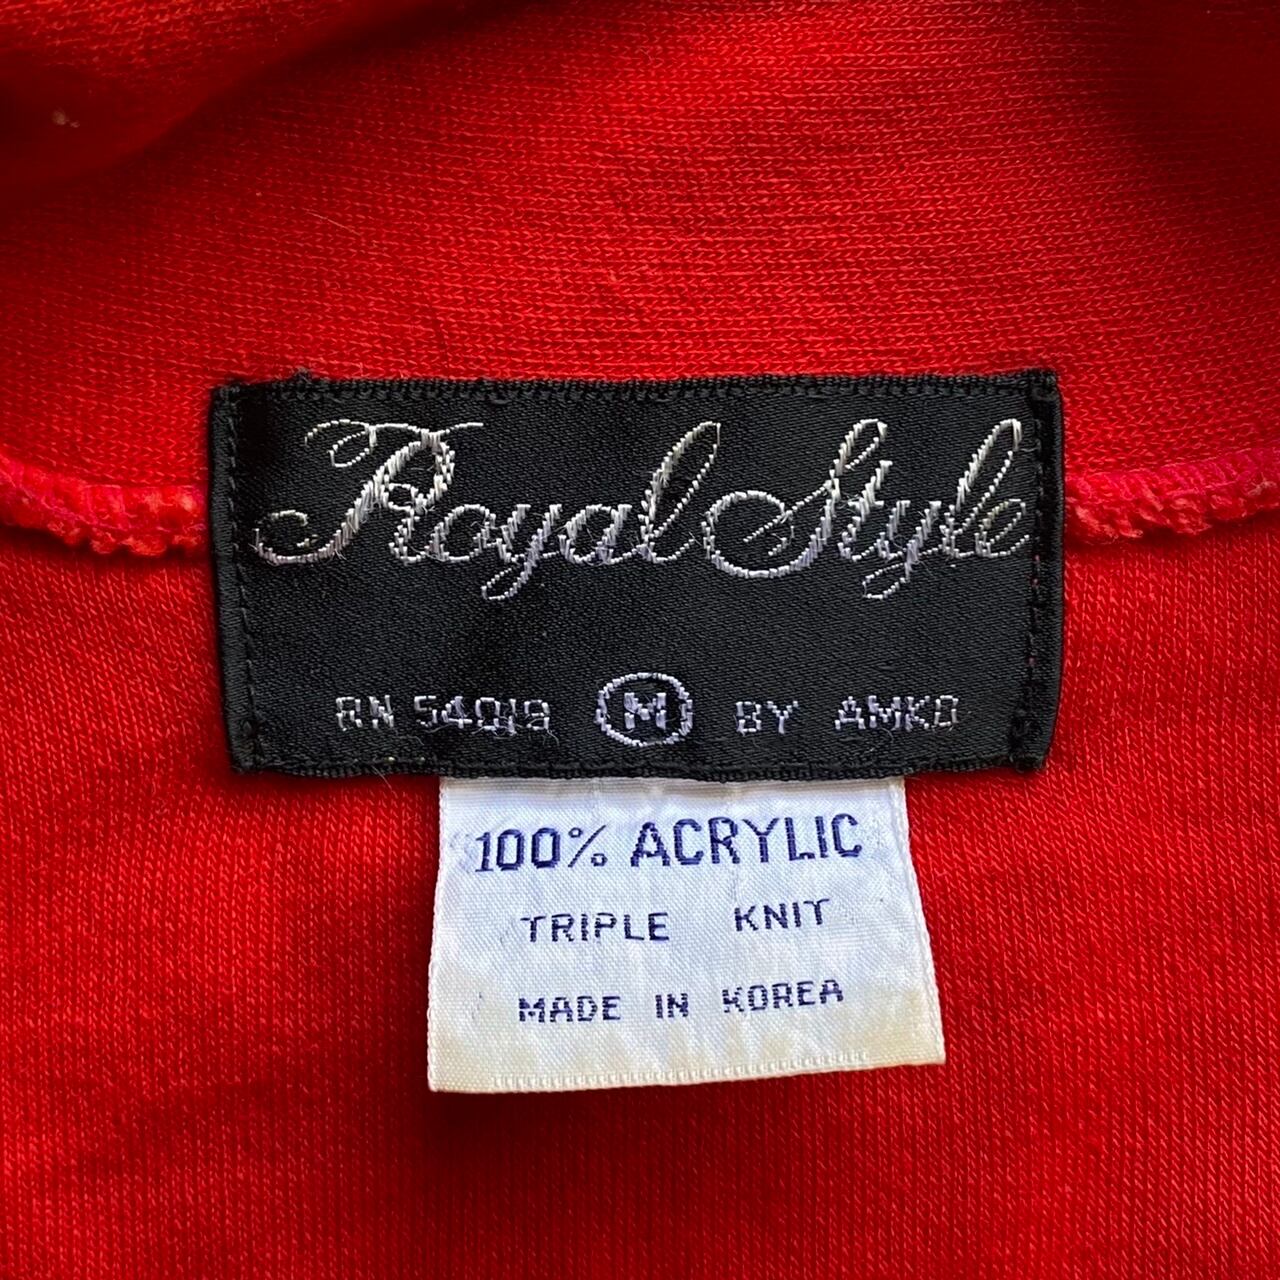 Royal Style
RN 54019 M BY AMKO
100% ACRYLIC
TRIPLE KNIT
MADE IN KOREA